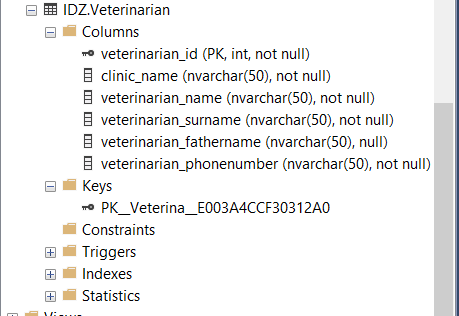 IDZ.Veterinarian
Columns
veterinarian_id (PK, int, not null)
clinic_name (nvarchar(50), not null)
veterinarian_name (nvarchar(50), not null)
veterinarian_surname (nvarchar(50), not null)
veterinarian_fathername (nvarchar(50), null)
veterinarian_phonenumber (nvarchar(50), not null)
Keys
PK__Veterina__E003A4CCF30312A0
Constraints
Triggers
Indexes
Statistics
Views